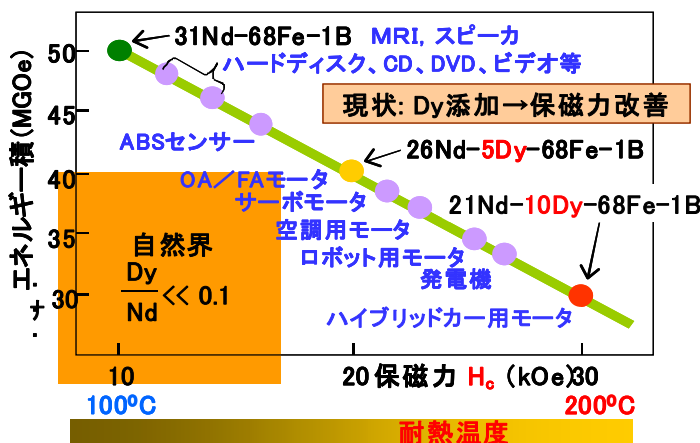 50
31Nd-68Fe-1B
MRI, スピーカ
ハードディスク、CD、DVD、ビデオ等
現状: Dy添加→保磁力改善
45
ABSセンサー
26Nd-5Dy-68Fe-1B
エネルギー積(MGOe)
40
OA/FAモータ
サーボモータ
21Nd-10Dy-68Fe-1B
35
空調用モータ
自然界
Dy
Nd
<< 0.1
ロボット用モータ
発電機
30
ハイブリッドカー用モータ
10
20
保磁力 Hc (kOe)
30
100⁰C
200⁰C
耐熱温度